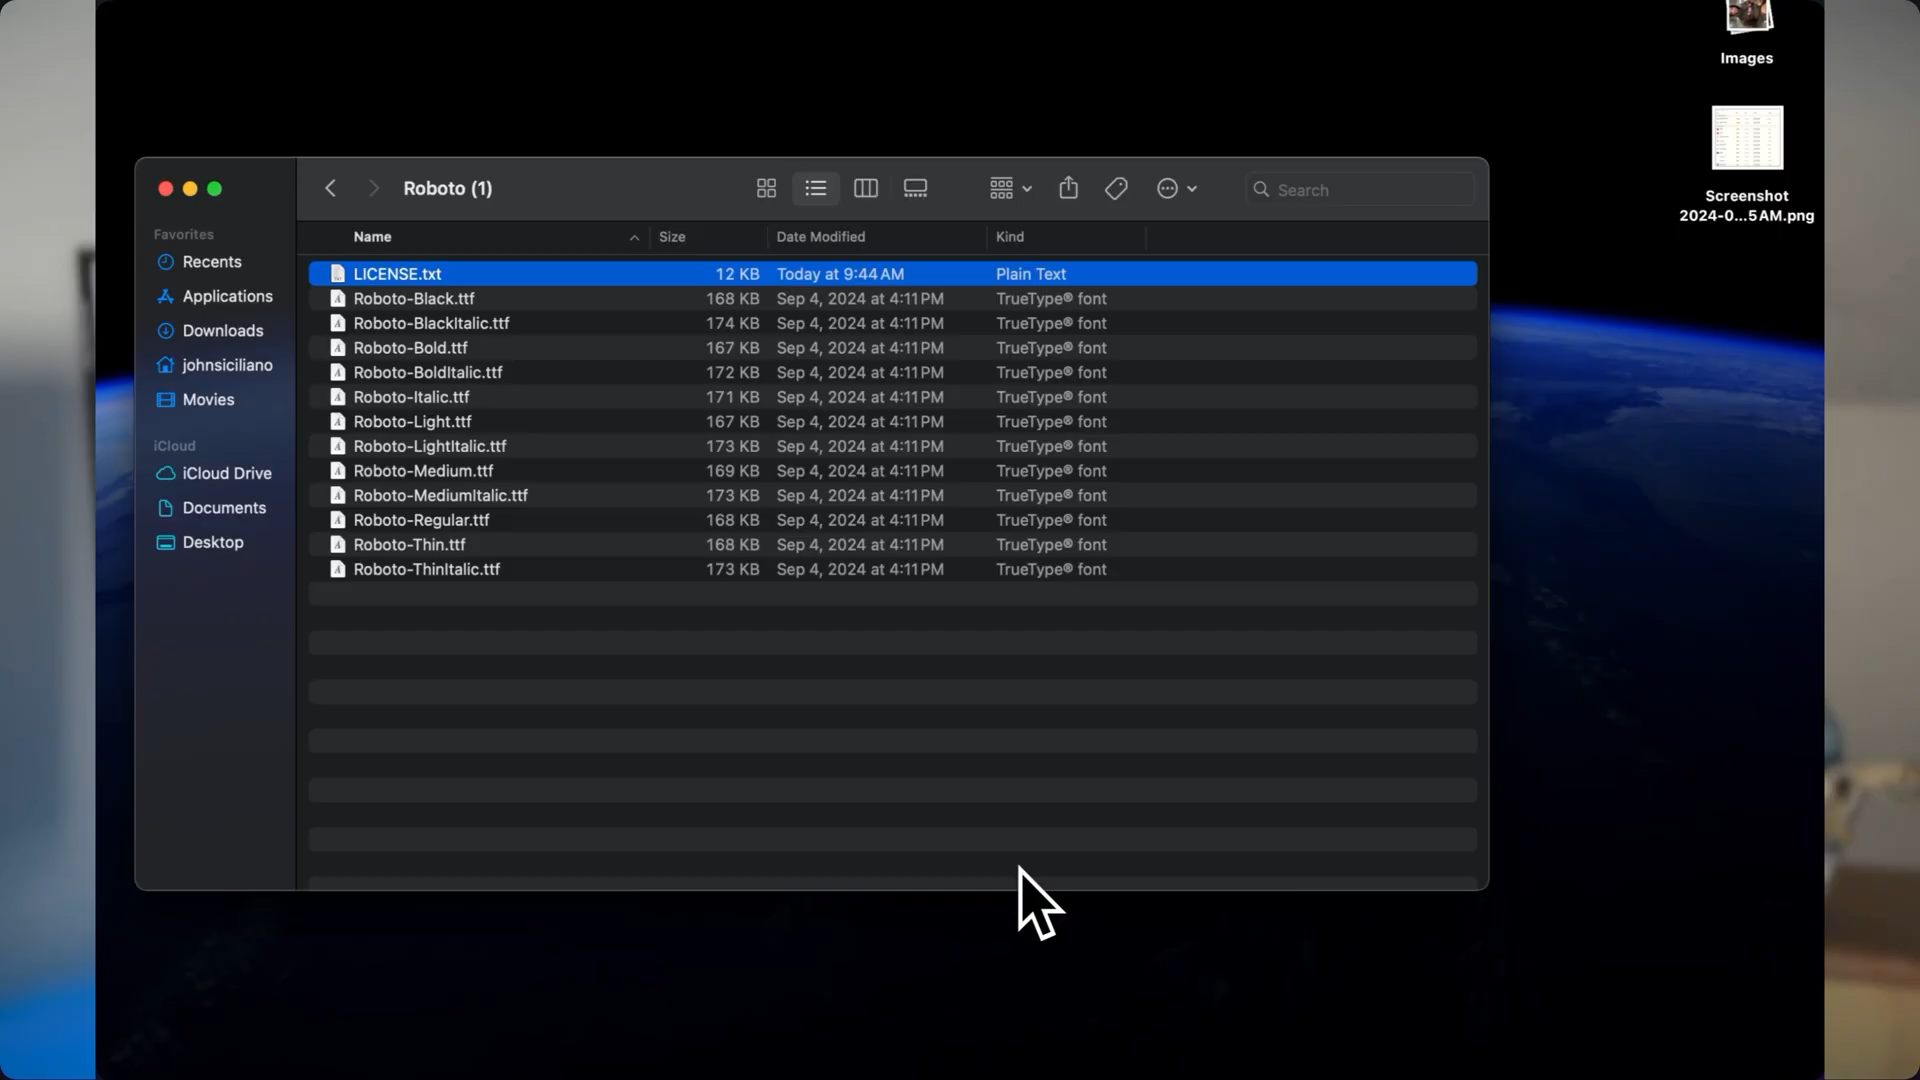 Images
Screenshot
2024-0...5 AM.png
Roboto (1)
Search
Favorites
Recents
Applications
Downloads
johnsiciliano
Movies
iCloud
iCloud Drive
Documents
Desktop
Name Size Date Modified Kind
LICENSE.txt 12 KB Today at 9:44 AM Plain Text
Roboto-Black.ttf 168 KB Sep 4, 2024 at 4:11 PM TrueType® font
Roboto-BlackItalic.ttf 174 KB Sep 4, 2024 at 4:11 PM TrueType® font
Roboto-Bold.ttf 167 KB Sep 4, 2024 at 4:11 PM TrueType® font
Roboto-BoldItalic.ttf 172 KB Sep 4, 2024 at 4:11 PM TrueType® font
Roboto-Italic.ttf 171 KB Sep 4, 2024 at 4:11 PM TrueType® font
Roboto-Light.ttf 167 KB Sep 4, 2024 at 4:11 PM TrueType® font
Roboto-LightItalic.ttf 173 KB Sep 4, 2024 at 4:11 PM TrueType® font
Roboto-Medium.ttf 169 KB Sep 4, 2024 at 4:11 PM TrueType® font
Roboto-MediumItalic.ttf 173 KB Sep 4, 2024 at 4:11 PM TrueType® font
Roboto-Regular.ttf 168 KB Sep 4, 2024 at 4:11 PM TrueType® font
Roboto-Thin.ttf 168 KB Sep 4, 2024 at 4:11 PM TrueType® font
Roboto-ThinItalic.ttf 173 KB Sep 4, 2024 at 4:11 PM TrueType® font